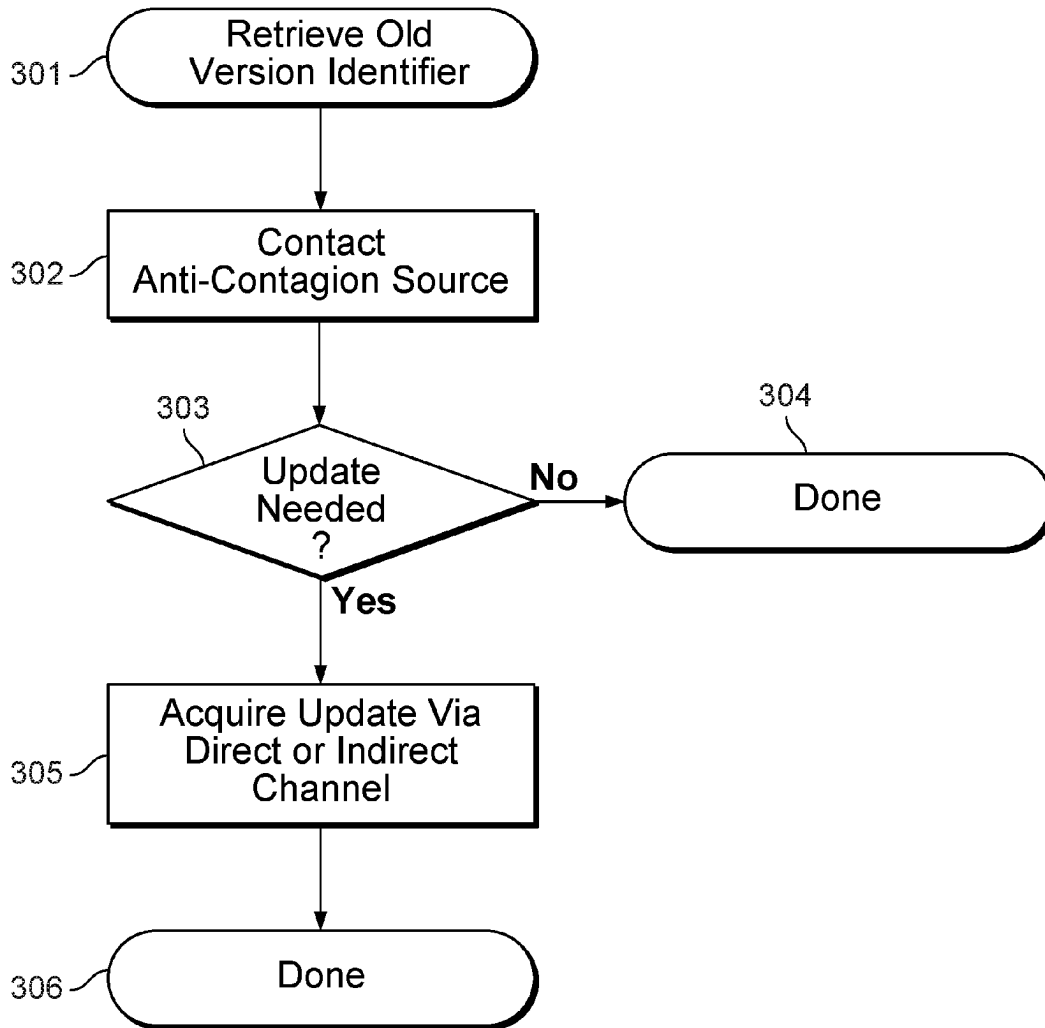 Retrieve Old
Version Identifier
301
Contact
Anti-Contagion Source
302
303
Update
Needed
?
No
304
Done
Yes
Acquire Update Via
Direct or Indirect
Channel
305
Done
306